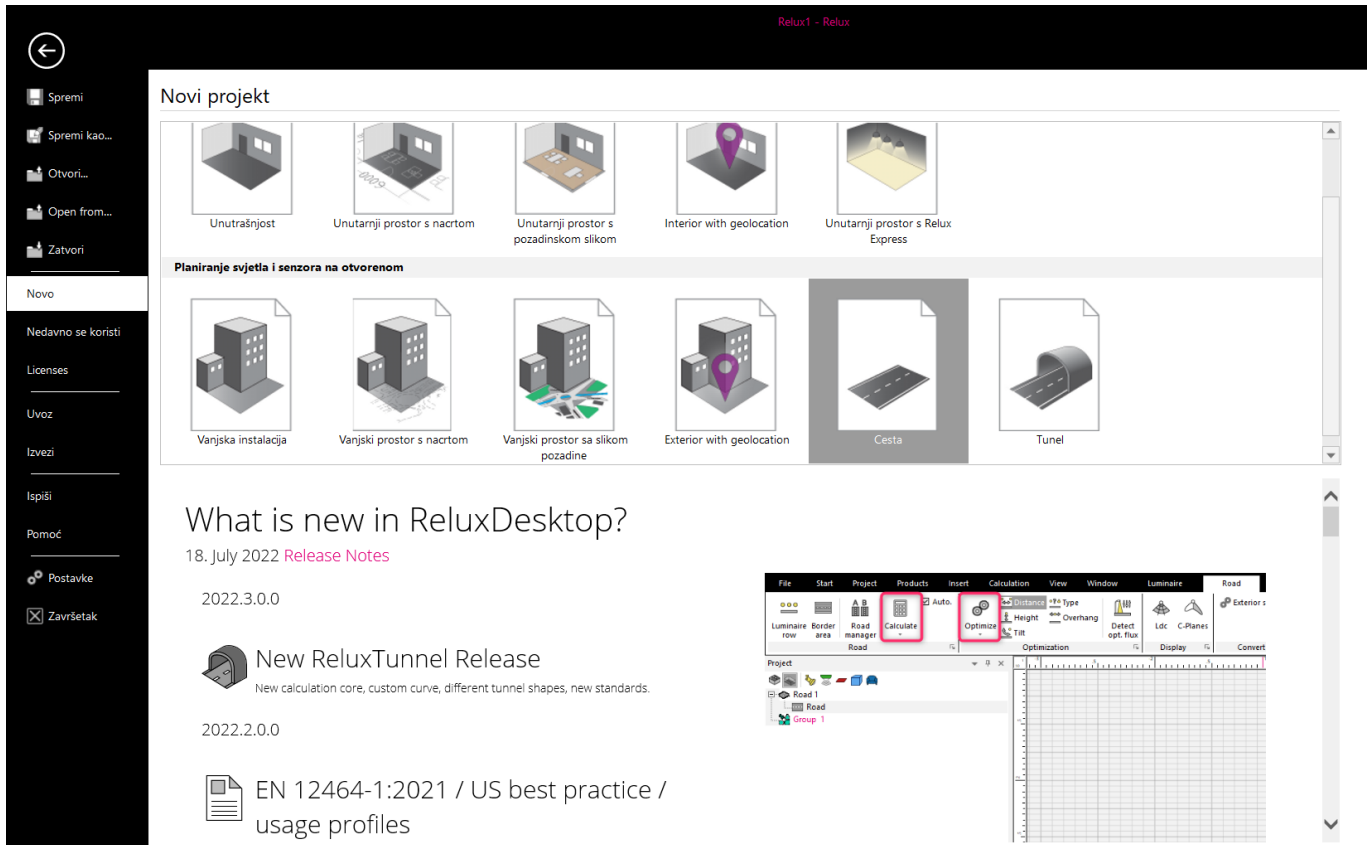 Relux1 - Relux
Spremi
Spremi kao...
Otvori...
Open from...
Zatvori
Novo
Nedavno se koristi
Licenses
Uvoz
Izvezi
Ispiši
Pomoć
Postavke
Završetak
Novi projekt
Unutrašnjost
Unutarnji prostor s nacrtom
Unutarnji prostor s
pozadinskom slikom
Interior with geolocation
Unutarnji prostor s Relux
Express
Planiranje svjetla i senzora na otvorenom
Vanjska instalacija
Vanjski prostor s nacrtom
Vanjski prostor sa slikom
pozadine
Exterior with geolocation
Cesta
Tunel
What is new in ReluxDesktop?
18. July 2022 Release Notes
2022.3.0.0
New ReluxTunnel Release
New calculation core, custom curve, different tunnel shapes, new standards.
2022.2.0.0
EN 12464-1:2021 / US best practice /
usage profiles
File Start Project Products Insert Calculation View Window Luminaire Road
Luminaire row
Border area
A B
Road manager
Calculate
Auto.
Road
Optimize
Distance
Type
Height
Overhang
Tilt
Detect opt. flux
Optimization
Ldc
C-Planes
Display
Exterior s
Convert
Project
Road 1
Road
Group 1